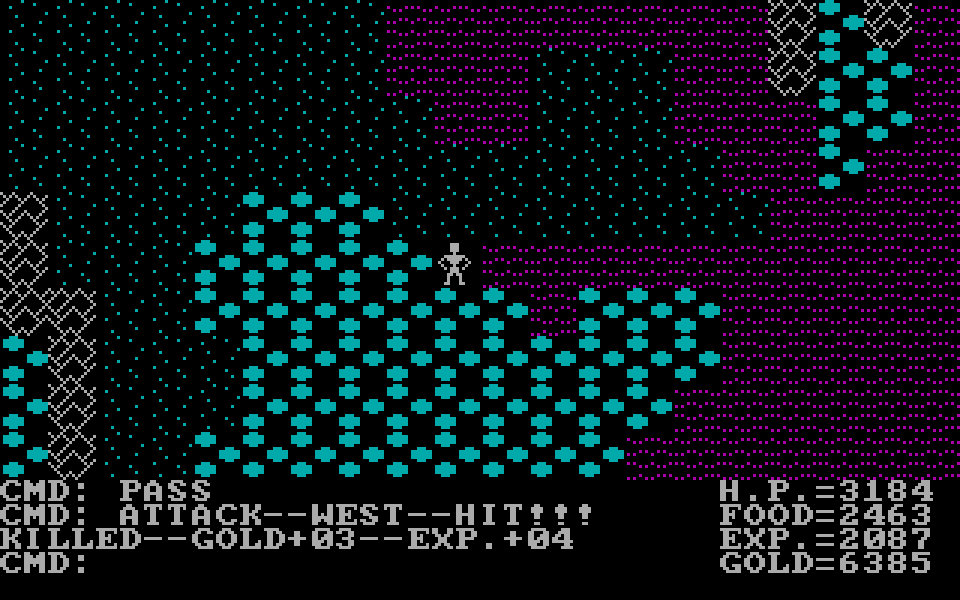 CMD: PASS
CMD: ATTACK--WEST--HIT!!!
KILLED--GOLD+03--EXP.+04
CMD:
H.P.=3184
FOOD=2463
EXP.=2087
GOLD=6385